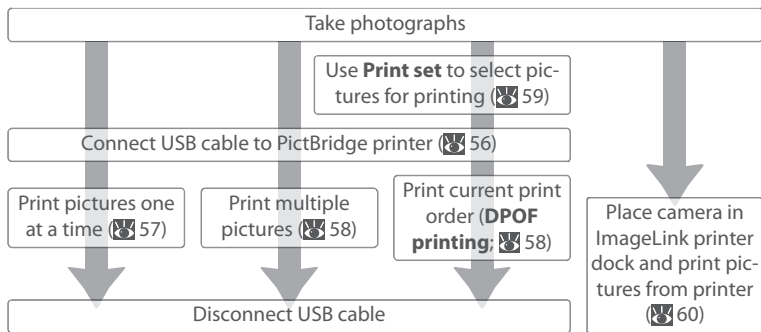 Take photographs
Use Print set to select pic-
tures for printing (59)
Connect USB cable to PictBridge printer (56)
Print pictures one
at a time (57)
Print multiple
pictures (58)
Print current print
order (DPOF
printing; 58)
Place camera in
ImageLink printer
dock and print pic-
tures from printer
(60)
Disconnect USB cable